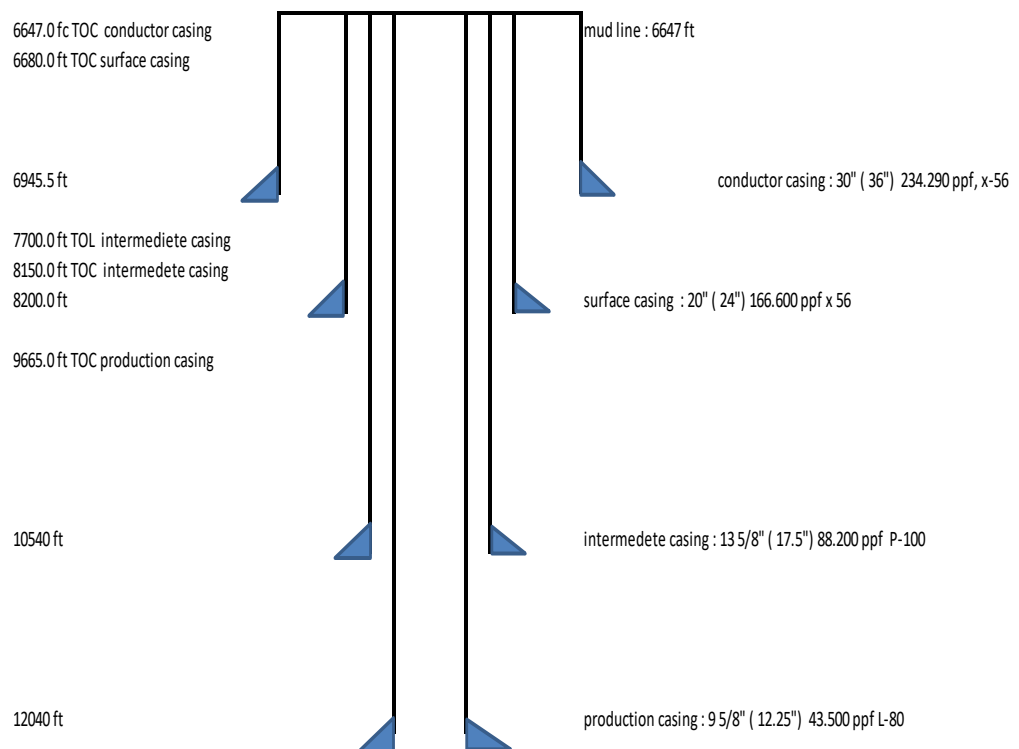 6647.0 fc TOC conductor casing
mud line : 6647 ft
6680.0 ft TOC surface casing
6945.5 ft
conductor casing : 30" ( 36") 234.290 ppf, x-56
7700.0 ft TOL intermediete casing
8150.0 ft TOC intermedete casing
8200.0 ft
surface casing : 20" ( 24") 166.600 ppf x 56
9665.0 ft TOC production casing
10540 ft
intermedete casing : 13 5/8" ( 17.5") 88.200 ppf P-100
12040 ft
production casing : 9 5/8" ( 12.25") 43.500 ppf L-80